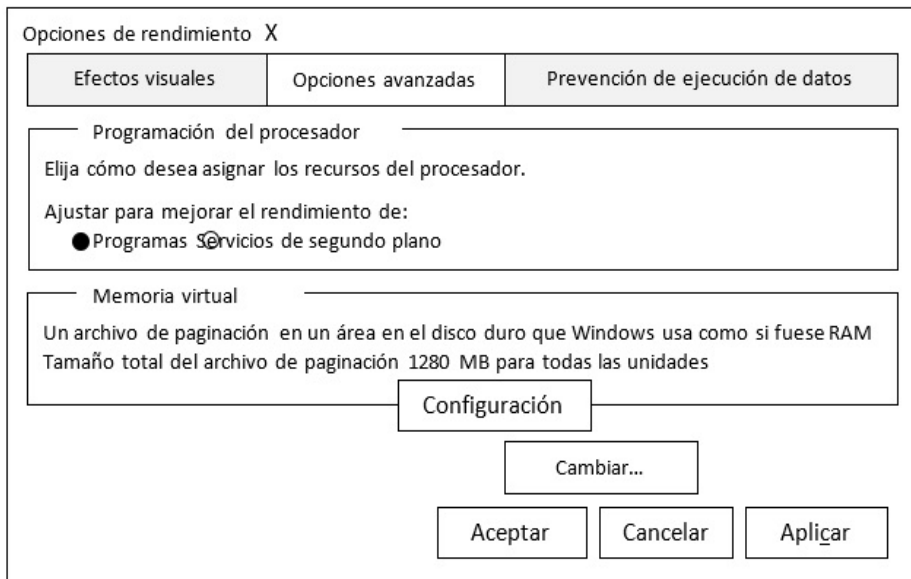 Opciones de rendimiento X
Efectos visuales
Opciones avanzadas
Prevención de ejecución de datos
Programación del procesador
Elija cómo desea asignar los recursos del procesador.
Ajustar para mejorar el rendimiento de:
Programas Servicios de segundo plano
Memoria virtual
Un archivo de paginación en un área en el disco duro que Windows usa como si fuese RAM
Tamaño total del archivo de paginación 1280 MB para todas las unidades
Configuración
Cambiar...
Aceptar
Cancelar
Aplicar